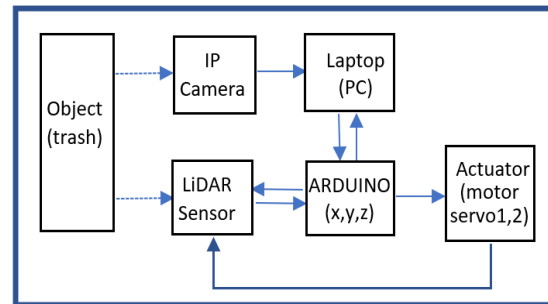 Object
(trash)
IP
Camera
Laptop
(PC)
LiDAR
Sensor
ARDUINO
(x,y,z)
Actuator
(motor
servo1,2)